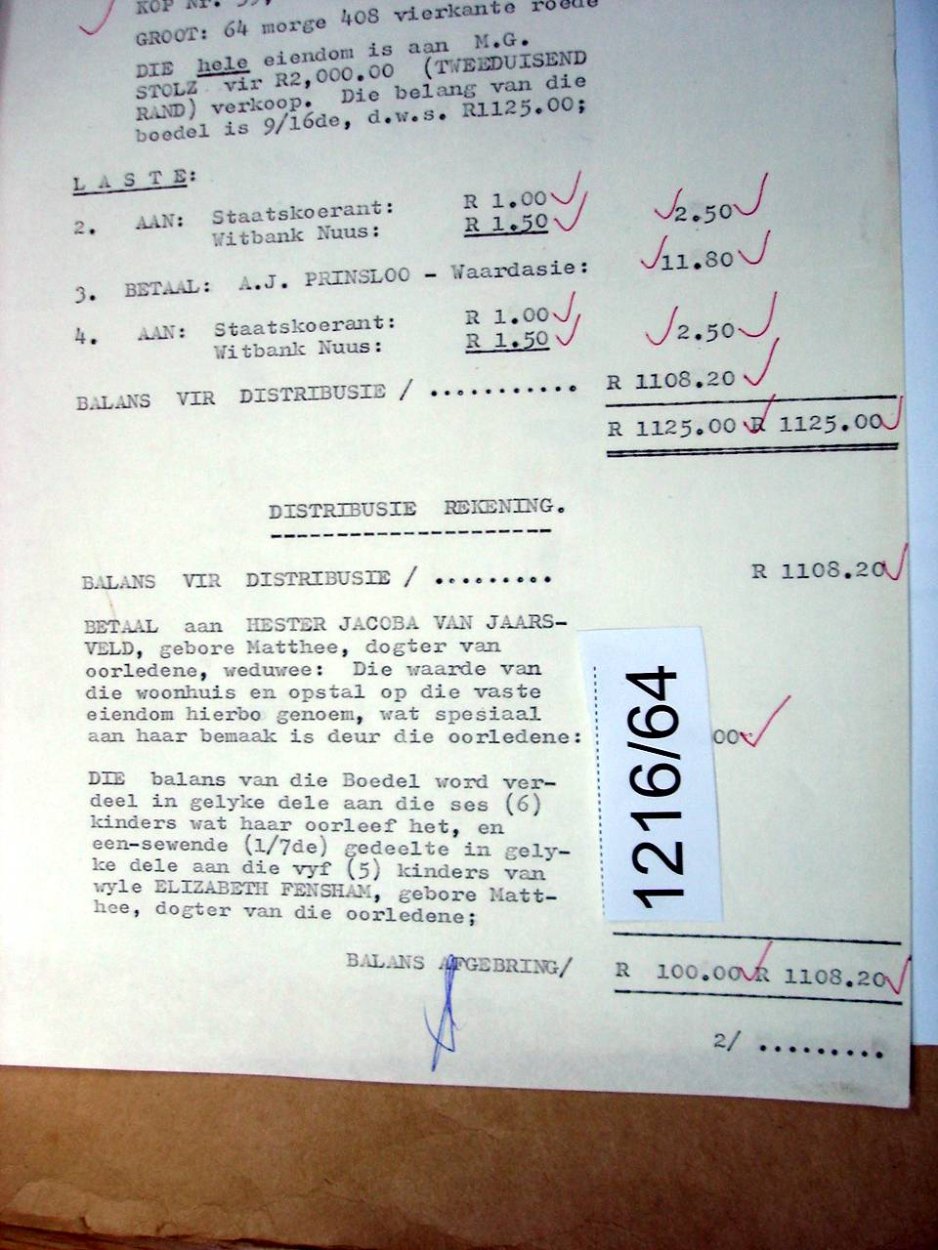 KOP Nr. 
GROOT: 64 morge 408 vierkante roede
DIE hele eiendom is aan M.G.
STOLZ vir R2,000.00 (TWEEDUISEND
RAND) verkoop. Die belang van die
boedel is 9/16de, d.w.s. R1125.00;
L A S T E:
2. AAN: Staatskoerant: R 1.00
Witbank Nuus: R 1.50 2.50
3. BETAAL: A.J. PRINSLOO - Waardasie: 11.80
4. AAN: Staatskoerant: R 1.00
Witbank Nuus: R 1.50 2.50
BALANS VIR DISTRIBUSIE / ........... R 1108.20
R 1125.00 R 1125.00
DISTRIBUSIE REKENING.
BALANS VIR DISTRIBUSIE / ......... R 1108.20
BETAAL aan HESTER JACOBA VAN JAARS-
VELD, gebore Matthee, dogter van
oorledene, weduwee: Die waarde van
die woonhuis en opstal op die vaste
eiendom hierbo genoem, wat spesiaal
aan haar bemaak is deur die oorledene: 00
DIE balans van die Boedel word ver-
deel in gelyke dele aan die ses (6)
kinders wat haar oorleef het, en
een-sewende (1/7de) gedeelte in gely-
ke dele aan die vyf (5) kinders van
wyle ELIZABETH FENSHAM, gebore Matt-
hee, dogter van die oorledene;
1216/64
BALANS AFGEBRING/ R 100.00 R 1108.20
2/ .........